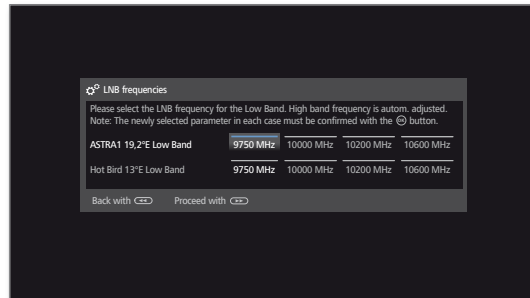 LNB frequencies
Please select the LNB frequency for the Low Band. High band frequency is autom. adjusted.
Note: The newly selected parameter in each case must be confirmed with the OK button.
ASTRA1 19,2°E Low Band 9750 MHz 10000 MHz 10200 MHz 10600 MHz
Hot Bird 13°E Low Band 9750 MHz 10000 MHz 10200 MHz 10600 MHz
Back with Proceed with